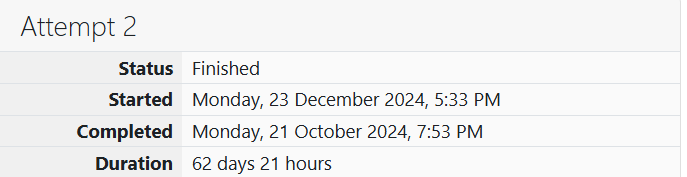 Attempt 2
Status Finished
Started Monday, 23 December 2024, 5:33 PM
Completed Monday, 21 October 2024, 7:53 PM
Duration 62 days 21 hours